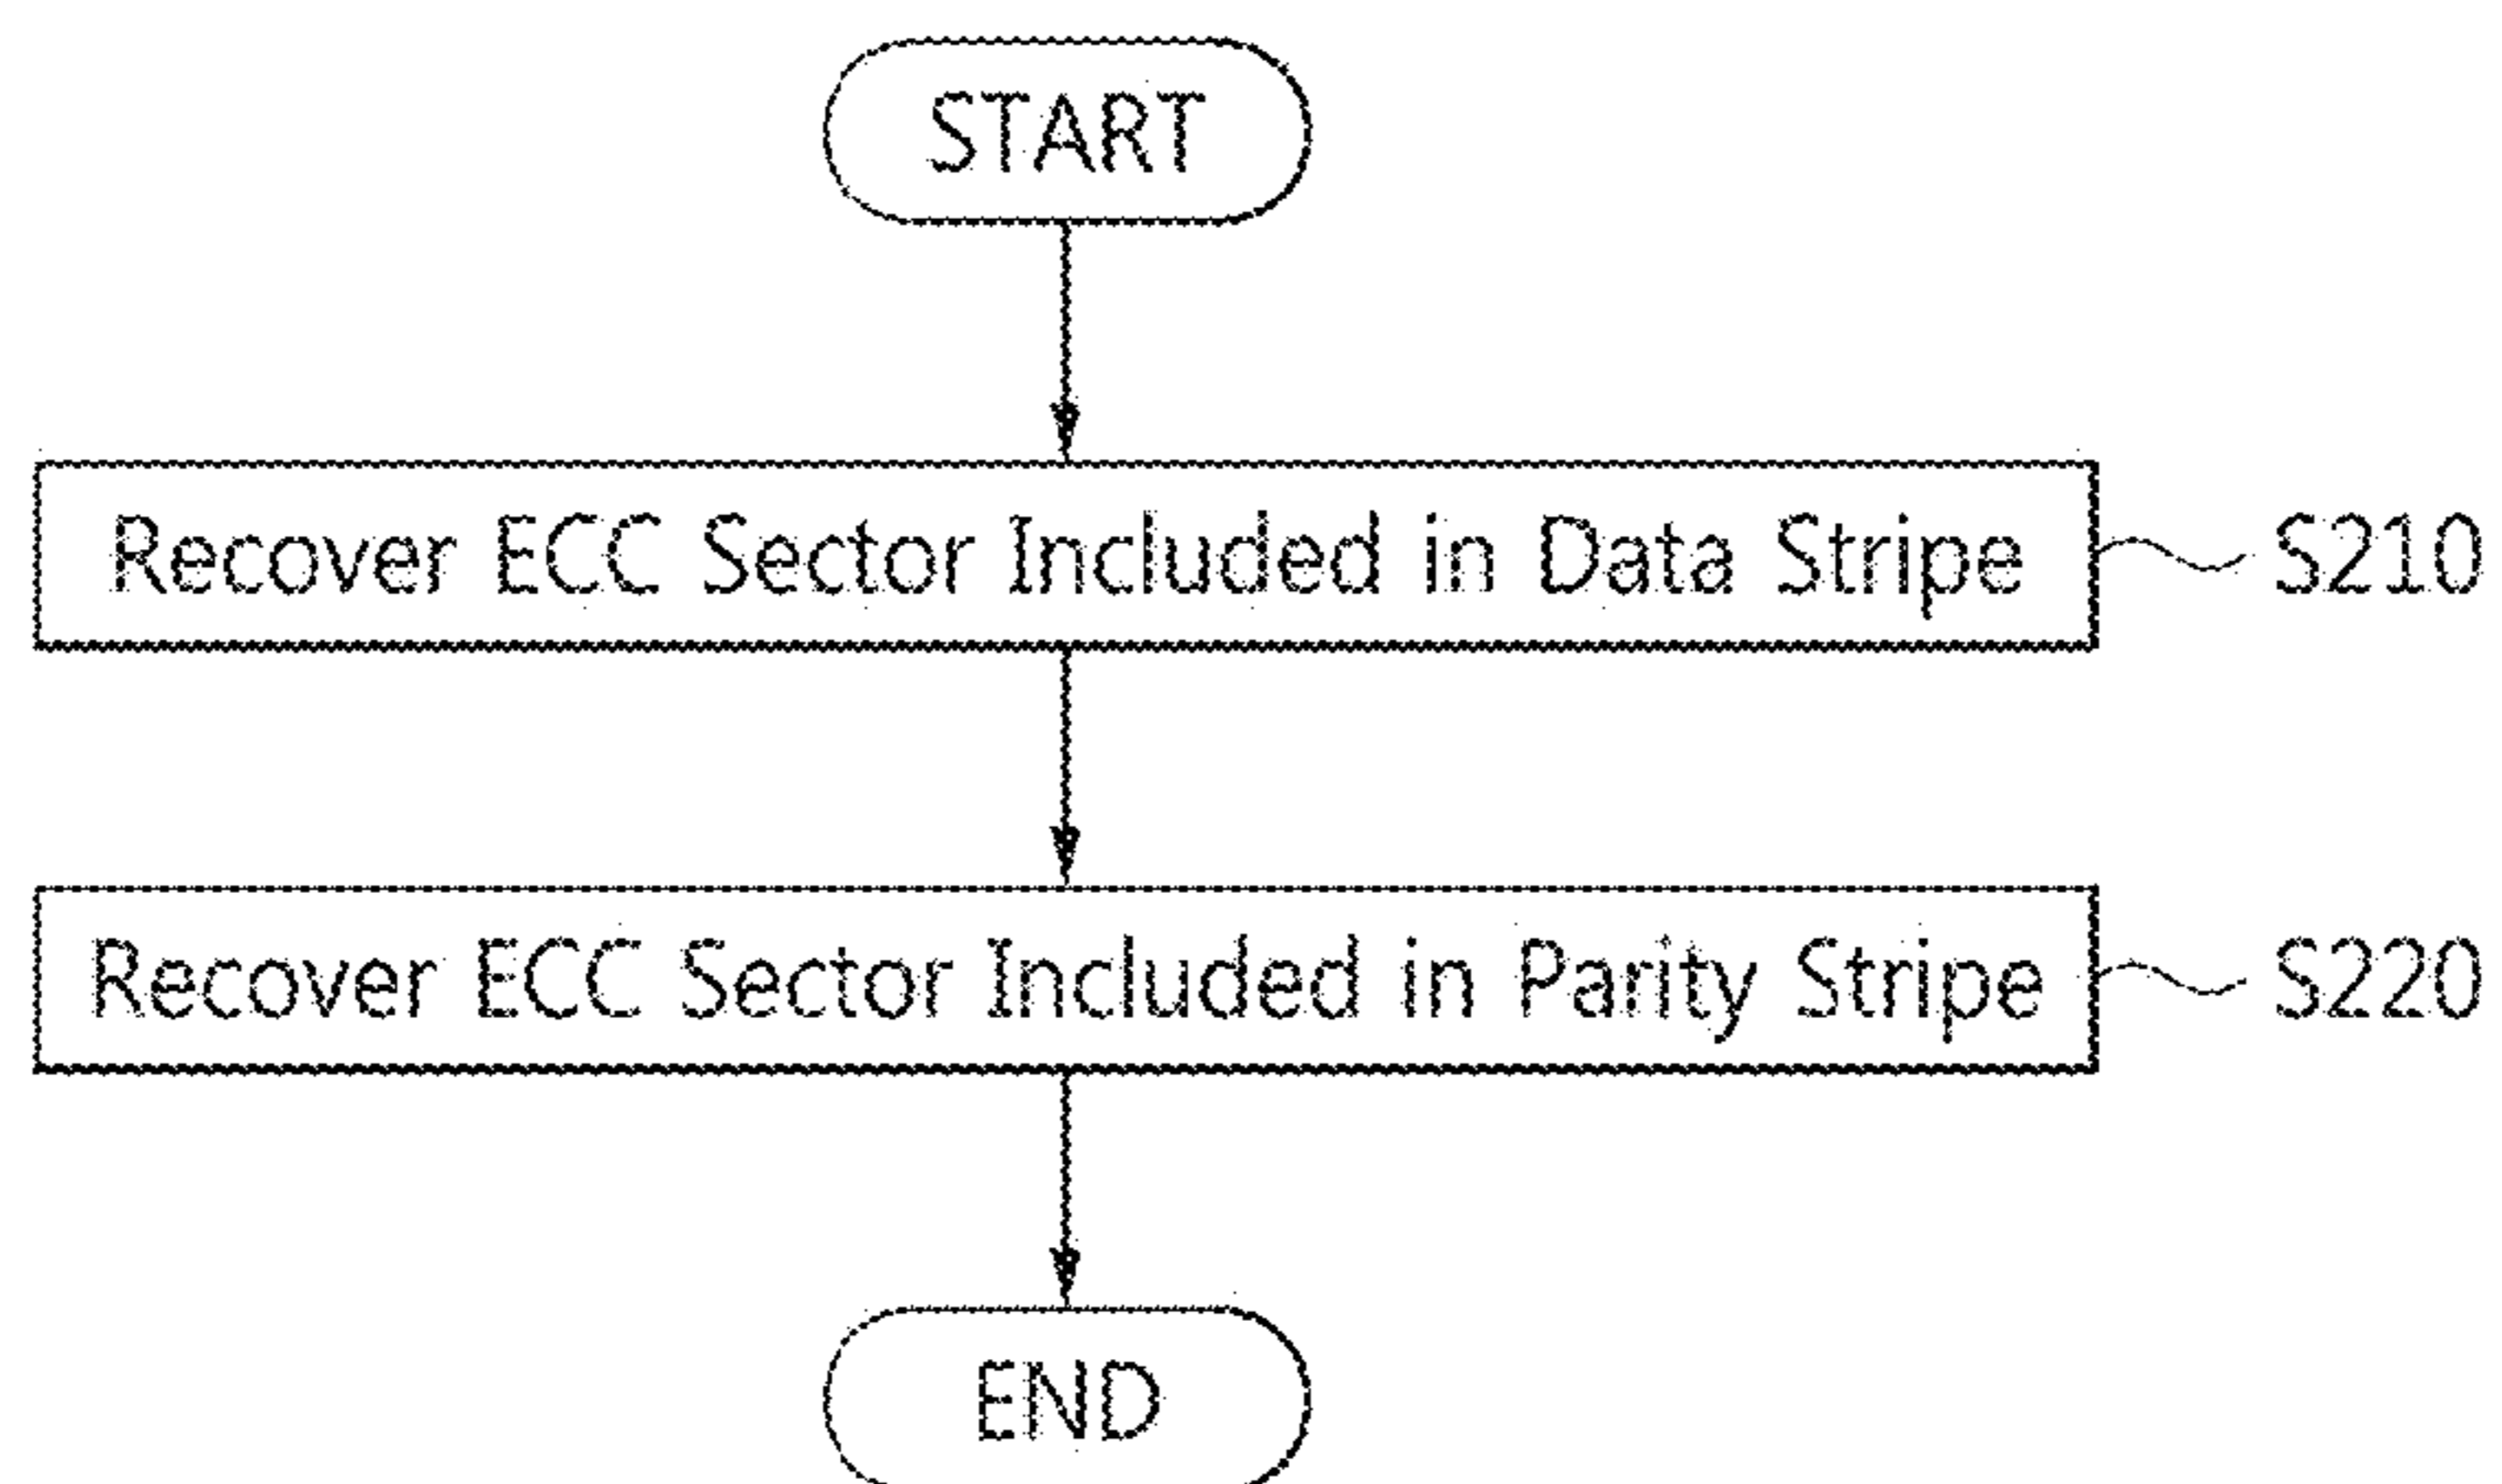 START
Recover ECC Sector Included in Data Stripe S210
Recover ECC Sector Included in Parity Stripe S220
END